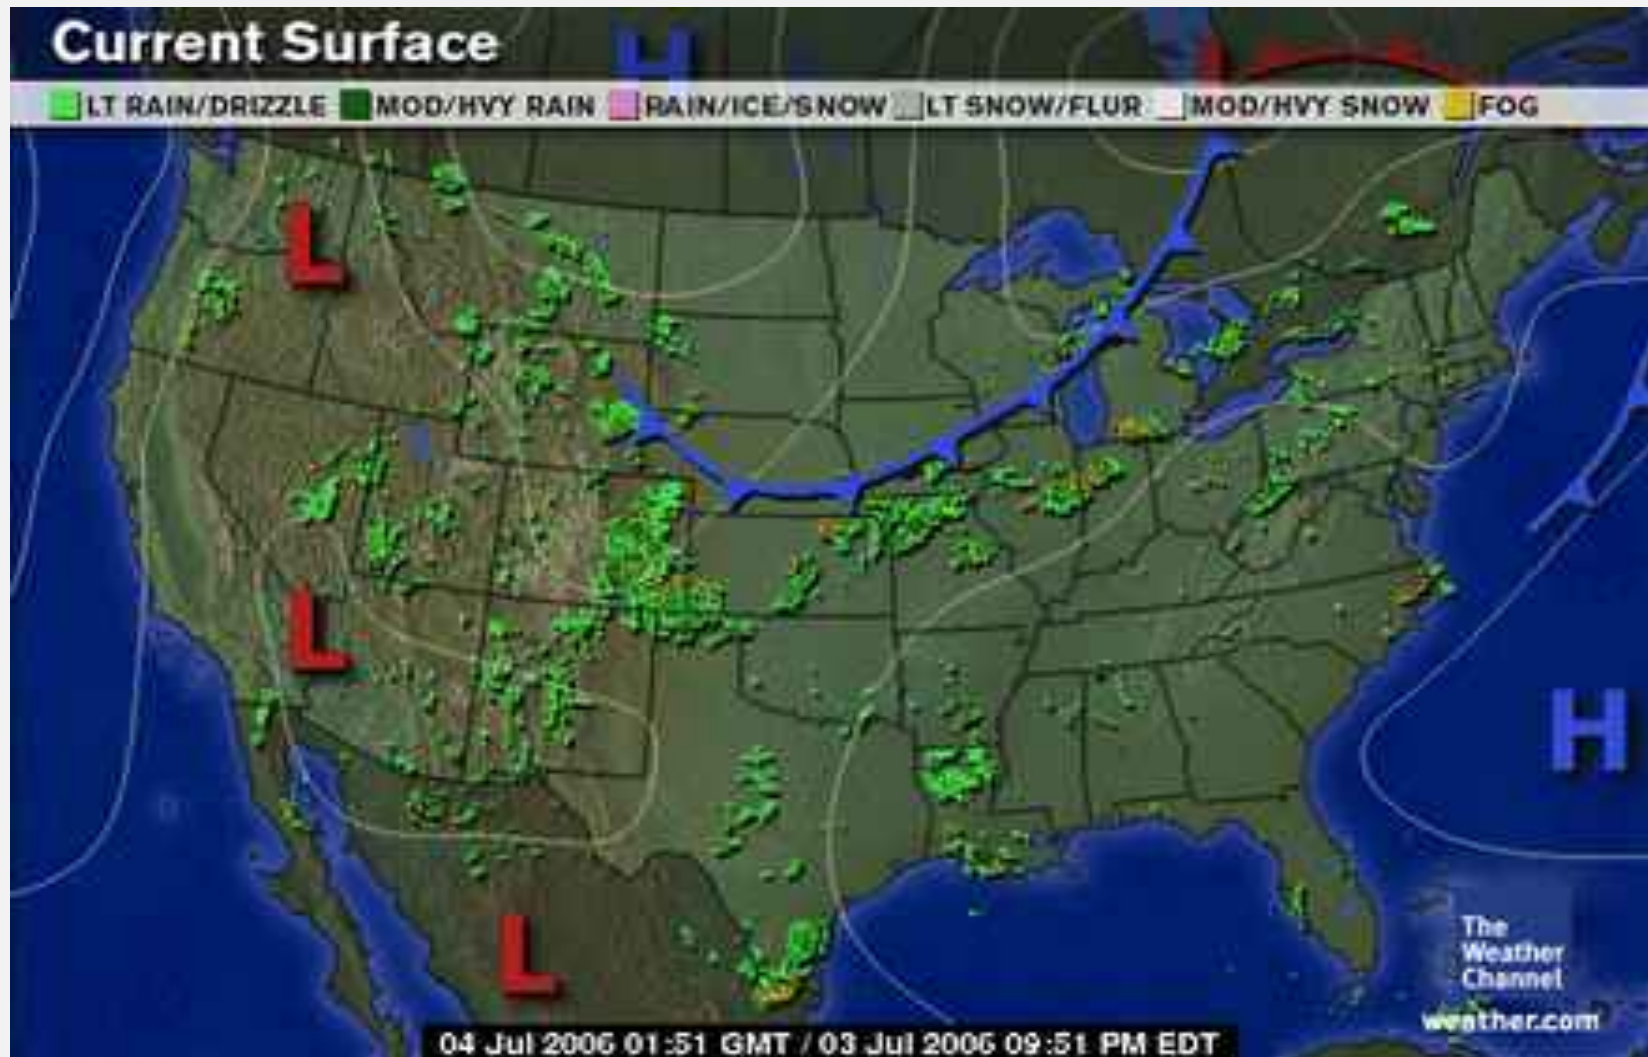 Current Surface
H L
LT RAIN/DRIZZLE MOD/HVY RAIN RAIN/ICE/SNOW LT SNOW/FLUR MOD/HVY SNOW FOG
L
L
H
L
The
Weather
Channel
weather.com
04 Jul 2006 01:51 GMT / 03 Jul 2006 09:51 PM EDT